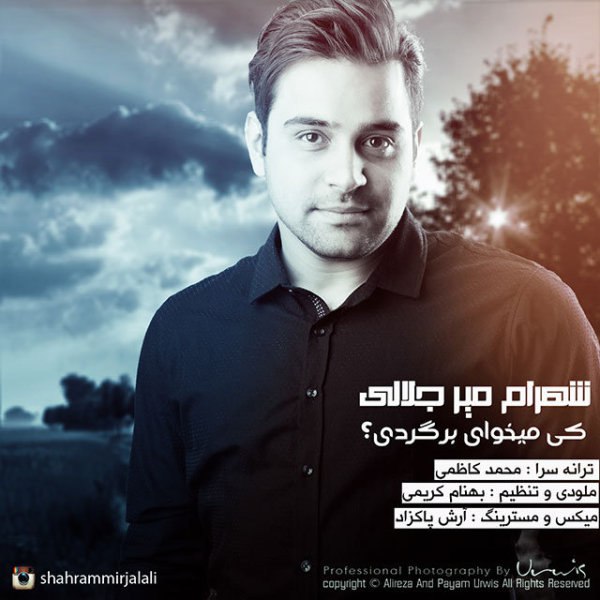 شهرام میر جلالی
کی میخوای برگردی؟
ترانه سرا : محمد کاظمی
ملودی و تنظیم : بهنام کریمی
میکس و مسترینگ : آرش پاکزاد
Professional Photography By Urwis
copyright © Alireza And Payam Urwis All Rights Reserved
shahrammirjalali